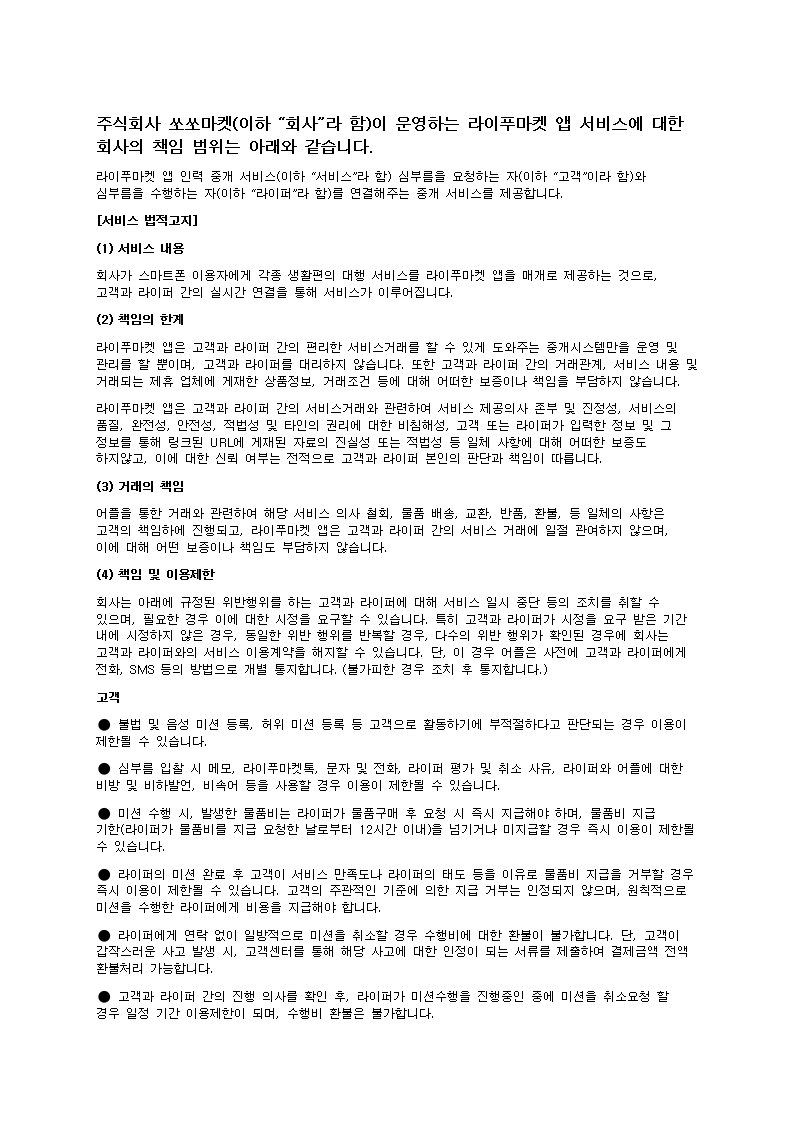 주식회사 쏘쏘마켓(이하 “회사”라 함)이 운영하는 라이푸마켓 앱 서비스에 대한
회사의 책임 범위는 아래와 같습니다.
라이푸마켓 앱 인력 중개 서비스(이하 “서비스”라 함) 심부름을 요청하는 자(이하 “고객”이라 함)와
심부름을 수행하는 자(이하 “라이퍼”라 함)를 연결해주는 중개 서비스를 제공합니다.
[서비스 법적고지]
(1) 서비스 내용
회사가 스마트폰 이용자에게 각종 생활편의 대행 서비스를 라이푸마켓 앱을 매개로 제공하는 것으로,
고객과 라이퍼 간의 실시간 연결을 통해 서비스가 이루어집니다.
(2) 책임의 한계
라이푸마켓 앱은 고객과 라이퍼 간의 편리한 서비스거래를 할 수 있게 도와주는 중개시스템만을 운영 및
관리를 할 뿐이며, 고객과 라이퍼를 대리하지 않습니다. 또한 고객과 라이퍼 간의 거래관계, 서비스 내용 및
거래되는 제휴 업체에 게재한 상품정보, 거래조건 등에 대해 어떠한 보증이나 책임을 부담하지 않습니다.
라이푸마켓 앱은 고객과 라이퍼 간의 서비스거래와 관련하여 서비스 제공의사 존부 및 진정성, 서비스의
품질, 완전성, 안전성, 적법성 및 타인의 권리에 대한 비침해성, 고객 또는 라이퍼가 입력한 정보 및 그
정보를 통해 링크된 URL에 게재된 자료의 진실성 또는 적법성 등 일체 사항에 대해 어떠한 보증도
하지않고, 이에 대한 신뢰 여부는 전적으로 고객과 라이퍼 본인의 판단과 책임이 따릅니다.
(3) 거래의 책임
어플을 통한 거래와 관련하여 해당 서비스 의사 철회, 물품 배송, 교환, 반품, 환불, 등 일체의 사항은
고객의 책임하에 진행되고, 라이푸마켓 앱은 고객과 라이퍼 간의 서비스 거래에 일절 관여하지 않으며,
이에 대해 어떤 보증이나 책임도 부담하지 않습니다.
(4) 책임 및 이용제한
회사는 아래에 규정된 위반행위를 하는 고객과 라이퍼에 대해 서비스 일시 중단 등의 조치를 취할 수
있으며, 필요한 경우 이에 대한 시정을 요구할 수 있습니다. 특히 고객과 라이퍼가 시정을 요구 받은 기간
내에 시정하지 않은 경우, 동일한 위반 행위를 반복할 경우, 다수의 위반 행위가 확인된 경우에 회사는
고객과 라이퍼와의 서비스 이용계약을 해지할 수 있습니다. 단, 이 경우 어플은 사전에 고객과 라이퍼에게
전화, SMS 등의 방법으로 개별 통지합니다. (불가피한 경우 조치 후 통지합니다.)
고객
● 불법 및 음성 미션 등록, 허위 미션 등록 등 고객으로 활동하기에 부적절하다고 판단되는 경우 이용이
제한될 수 있습니다.
● 심부름 입찰 시 메모, 라이푸마켓톡, 문자 및 전화, 라이퍼 평가 및 취소 사유, 라이퍼와 어플에 대한
비방 및 비하발언, 비속어 등을 사용할 경우 이용이 제한될 수 있습니다.
● 미션 수행 시, 발생한 물품비는 라이퍼가 물품구매 후 요청 시 즉시 지급해야 하며, 물품비 지급
기한(라이퍼가 물품비를 지급 요청한 날로부터 12시간 이내)을 넘기거나 미지급할 경우 즉시 이용이 제한될
수 있습니다.
● 라이퍼의 미션 완료 후 고객이 서비스 만족도나 라이퍼의 태도 등을 이유로 물품비 지급을 거부할 경우
즉시 이용이 제한될 수 있습니다. 고객의 주관적인 기준에 의한 지급 거부는 인정되지 않으며, 원칙적으로
미션을 수행한 라이퍼에게 비용을 지급해야 합니다.
● 라이퍼에게 연락 없이 일방적으로 미션을 취소할 경우 수행비에 대한 환불이 불가합니다. 단, 고객이
갑작스러운 사고 발생 시, 고객센터를 통해 해당 사고에 대한 인정이 되는 서류를 제출하여 결제금액 전액
환불처리 가능합니다.
● 고객과 라이퍼 간의 진행 의사를 확인 후, 라이퍼가 미션수행을 진행중인 중에 미션을 취소요청 할
경우 일정 기간 이용제한이 되며, 수행비 환불은 불가합니다.